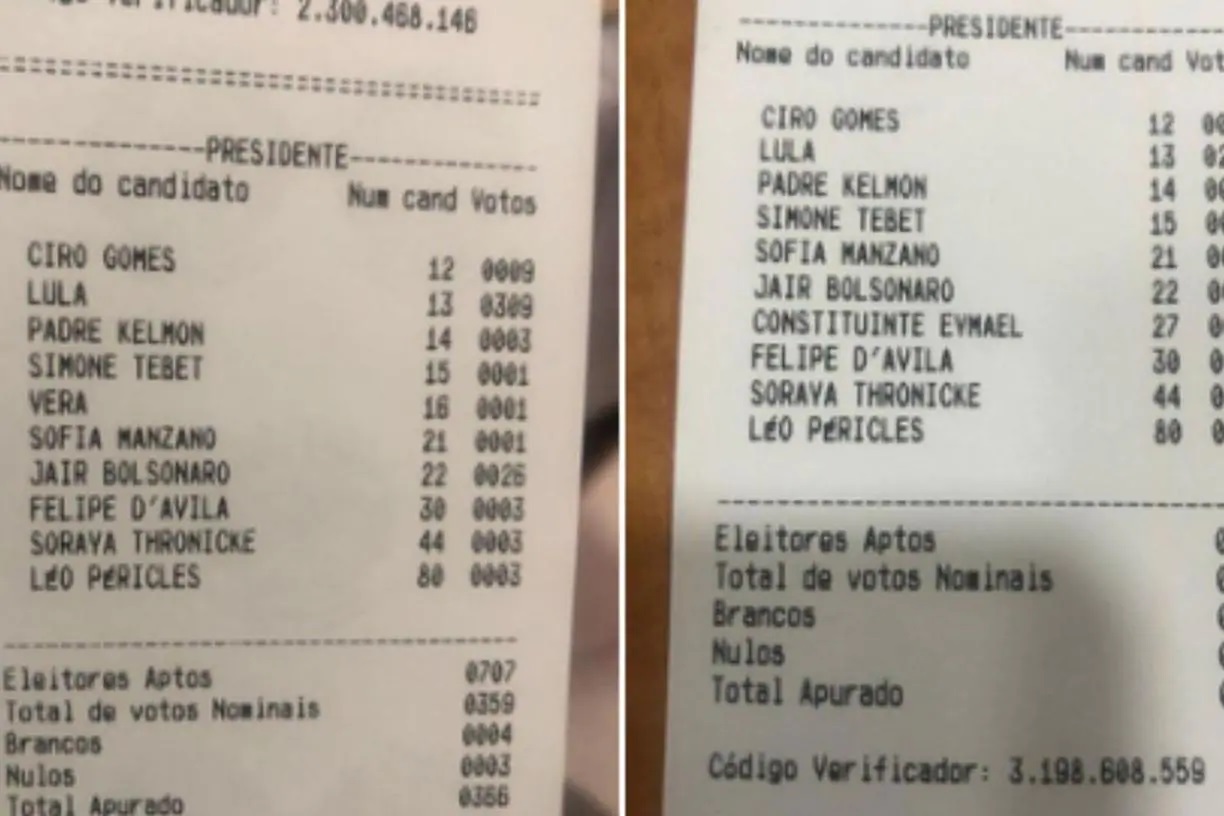 Verificador: 2.300.468.146
================================
--------------PRESIDENTE--------------
Nome do candidato Num cand Votos
CIRO GOMES 12 0009
LULA 13 0309
PADRE KELMON 14 0003
SIMONE TEBET 15 0001
VERA 16 0001
SOFIA MANZANO 21 0001
JAIR BOLSONARO 22 0026
FELIPE D'AVILA 30 0003
SORAYA THRONICKE 44 0003
LÉO PÉRICLES 80 0003
--------------------------------
Eleitores Aptos 0707
Total de votos Nominais 0359
Brancos 0004
Nulos 0003
Total Apurado 0366
--------------PRESIDENTE-----------
Nome do candidato Num cand Vot
CIRO GOMES 12
LULA 13
PADRE KELMON 14
SIMONE TEBET 15
SOFIA MANZANO 21
JAIR BOLSONARO 22
CONSTITUINTE EYMAEL 27
FELIPE D'AVILA 30
SORAYA THRONICKE 44
LÉO PÉRICLES 80
--------------------------------
Eleitores Aptos
Total de votos Nominais
Brancos
Nulos
Total Apurado
Código Verificador: 3.198.608.559